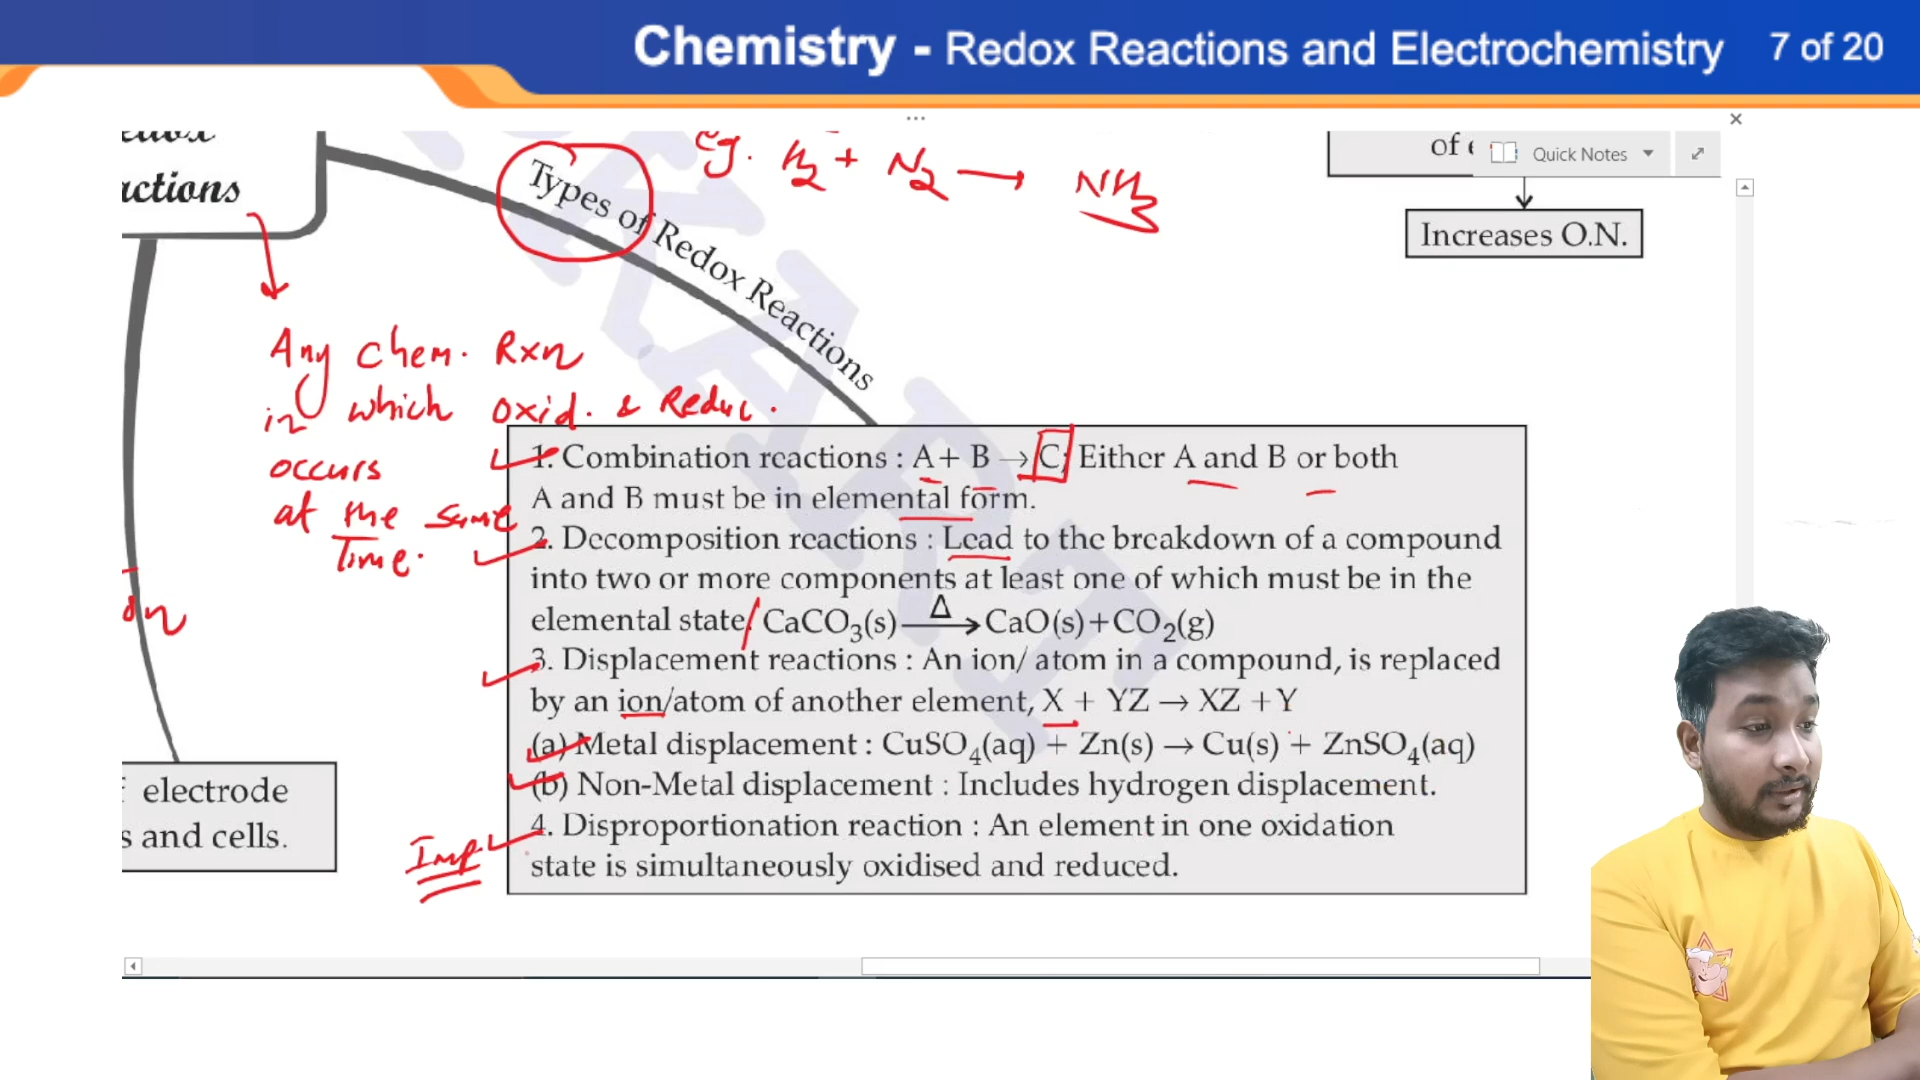 Chemistry - Redox Reactions and Electrochemistry 7 of 20
actions
Types of Redox Reactions
eg. H₂ + N₂ → NH₃
of
Quick Notes
Increases O.N.
Any Chem. Rxn
in which oxid. & Reduc.
occurs
at the same
Time.
1. Combination reactions : A + B → C; Either A and B or both
A and B must be in elemental form.
2. Decomposition reactions : Lead to the breakdown of a compound
into two or more components at least one of which must be in the
elemental state CaCO₃(s) —Δ→ CaO(s)+CO₂(g)
3. Displacement reactions : An ion/ atom in a compound, is replaced
by an ion/atom of another element, X + YZ → XZ + Y
(a) Metal displacement : CuSO₄(aq) + Zn(s) → Cu(s) + ZnSO₄(aq)
(b) Non-Metal displacement : Includes hydrogen displacement.
Imp. 4. Disproportionation reaction : An element in one oxidation
state is simultaneously oxidised and reduced.
electrode
s and cells.